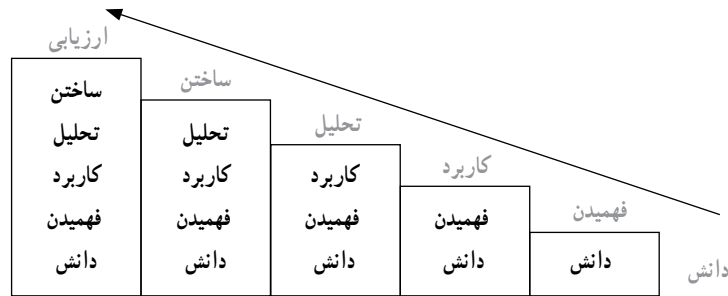 ارزیابی
ساختن
تحلیل
کاربرد
فهمیدن
دانش
ساختن
تحلیل
کاربرد
فهمیدن
دانش
تحلیل
کاربرد
فهمیدن
دانش
کاربرد
فهمیدن
دانش
فهمیدن
دانش
دانش